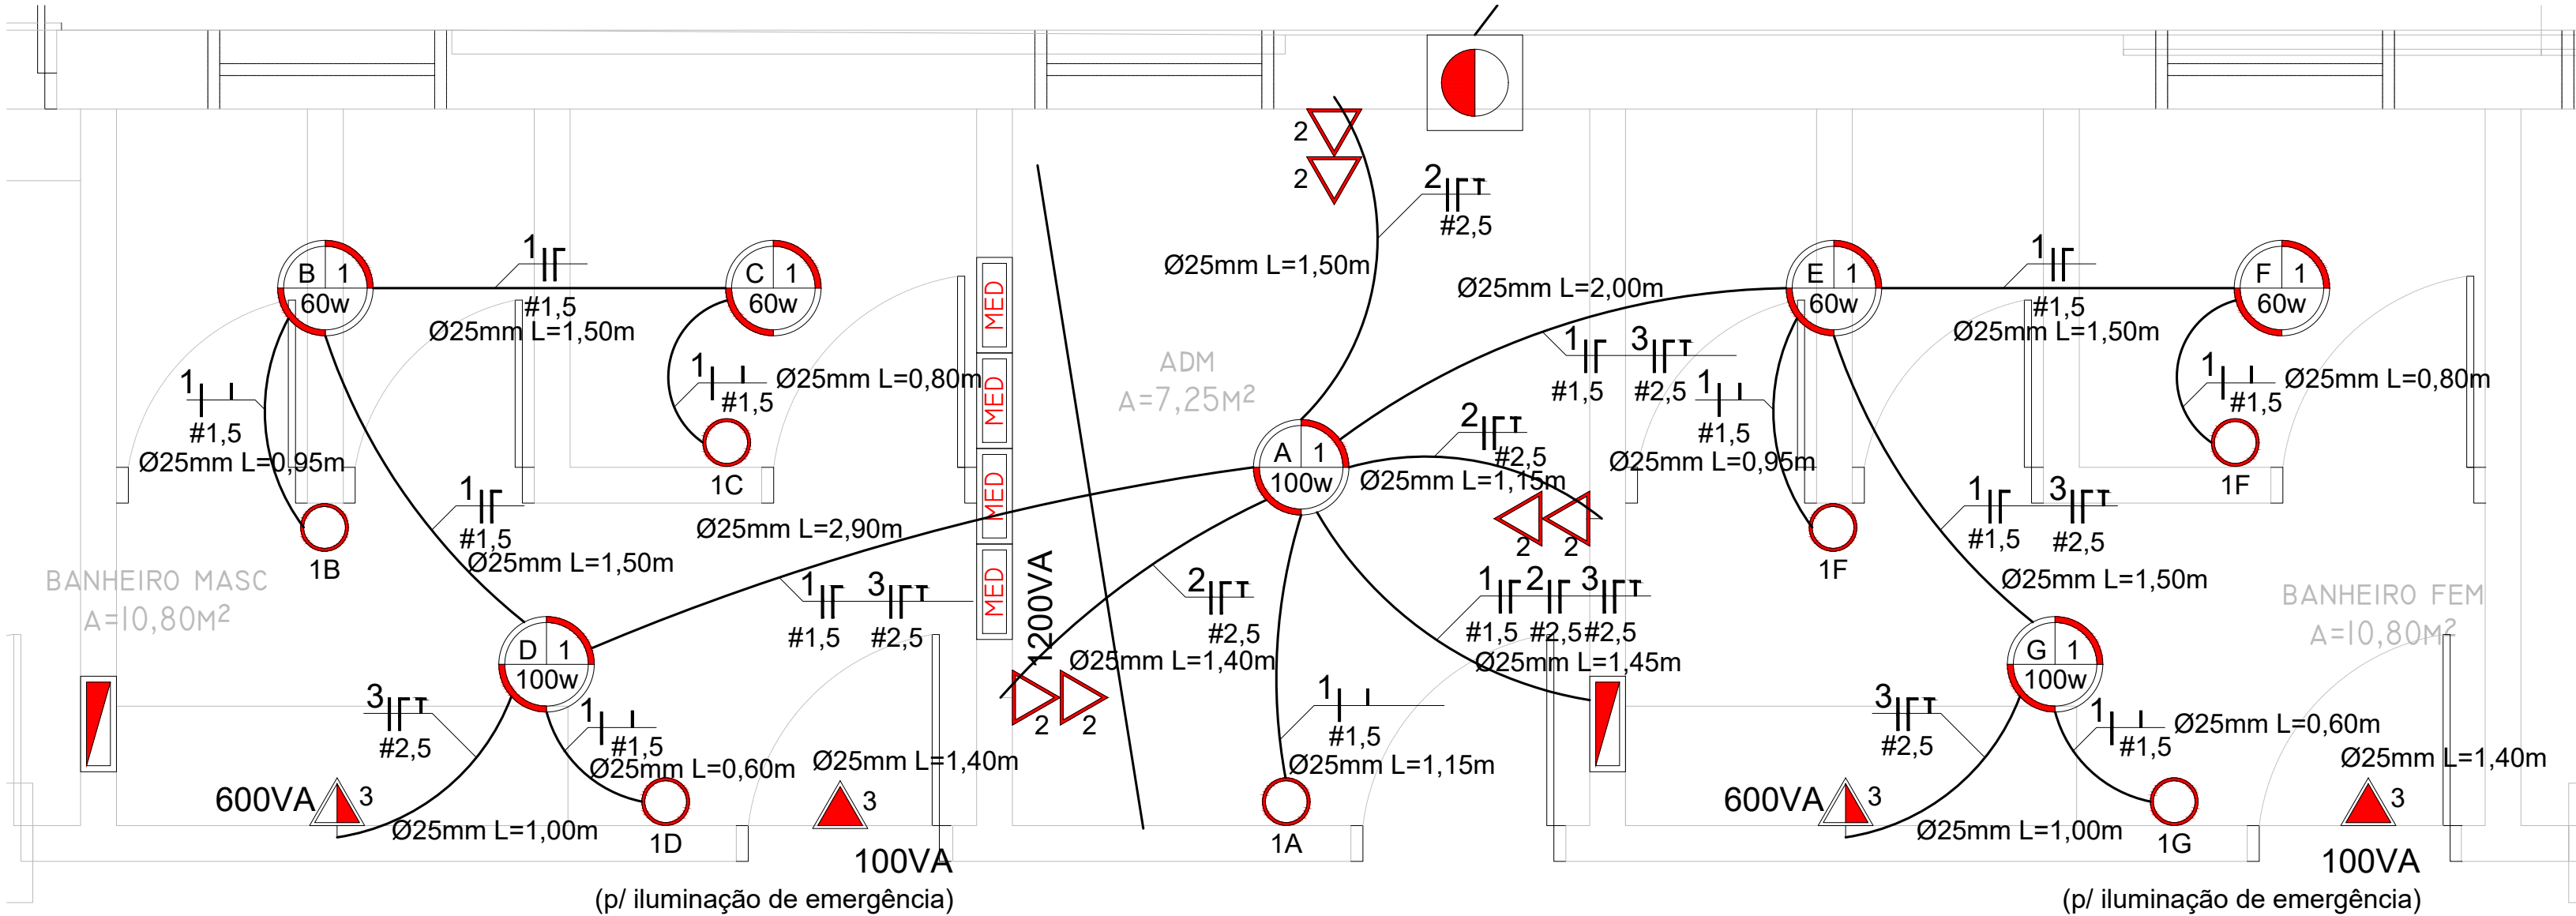 2
2
2
#2,5
Ø25mm L=1,50m
B 1
60w
1
#1,5
Ø25mm L=1,50m
C 1
60w
1
#1,5
Ø25mm L=0,80m
1C
1
#1,5
Ø25mm L=0,95m
1B
MED
MED
MED
MED
ADM
A=7,25M²
Ø25mm L=2,00m
1 3
#1,5 #2,5
E 1
60w
1
#1,5
Ø25mm L=1,50m
F 1
60w
1
#1,5
Ø25mm L=0,80m
1F
1
#1,5
Ø25mm L=0,95m
1F
A 1
100w
2
#2,5
Ø25mm L=1,15m
2 2
1
#1,5
Ø25mm L=1,50m
Ø25mm L=2,90m
1 3
#1,5 #2,5
BANHEIRO MASC
A=10,80M²
1200VA
2
#2,5
Ø25mm L=1,40m
2 2
1 2 3
#1,5 #2,5 #2,5
Ø25mm L=1,45m
1 3
#1,5 #2,5
Ø25mm L=1,50m
BANHEIRO FEM
A=10,80M²
D 1
100w
3
#2,5
1
#1,5
Ø25mm L=0,60m
Ø25mm L=1,40m
600VA
3
Ø25mm L=1,00m
1D
3
100VA
(p/ iluminação de emergência)
1
#1,5
Ø25mm L=1,15m
1A
G 1
100w
3
#2,5
1
#1,5
Ø25mm L=0,60m
Ø25mm L=1,40m
600VA
3
Ø25mm L=1,00m
1G
3
100VA
(p/ iluminação de emergência)